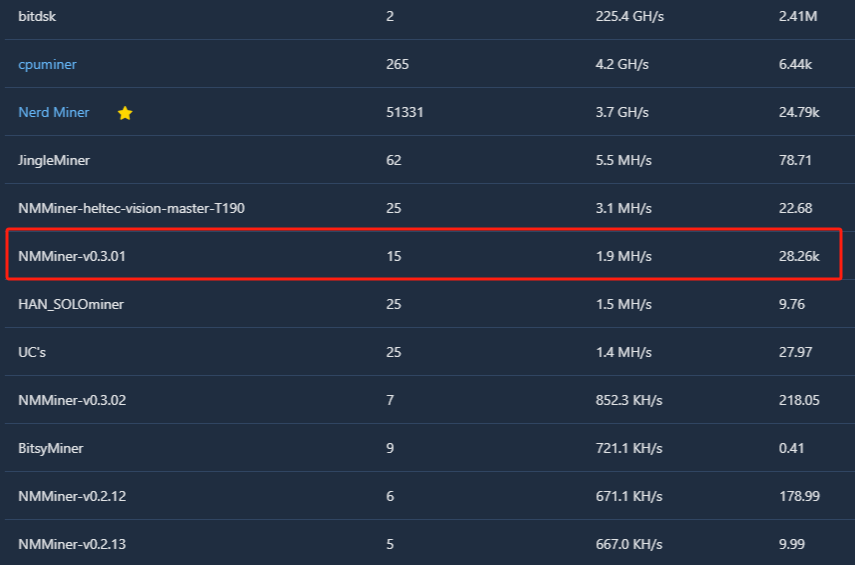 bitdsk 2 225.4 GH/s 2.41M
cpuminer 265 4.2 GH/s 6.44k
Nerd Miner 51331 3.7 GH/s 24.79k
JingleMiner 62 5.5 MH/s 78.71
NMMiner-heltec-vision-master-T190 25 3.1 MH/s 22.68
NMMiner-v0.3.01 15 1.9 MH/s 28.26k
HAN_SOLOminer 25 1.5 MH/s 9.76
UC's 25 1.4 MH/s 27.97
NMMiner-v0.3.02 7 852.3 KH/s 218.05
BitsyMiner 9 721.1 KH/s 0.41
NMMiner-v0.2.12 6 671.1 KH/s 178.99
NMMiner-v0.2.13 5 667.0 KH/s 9.99